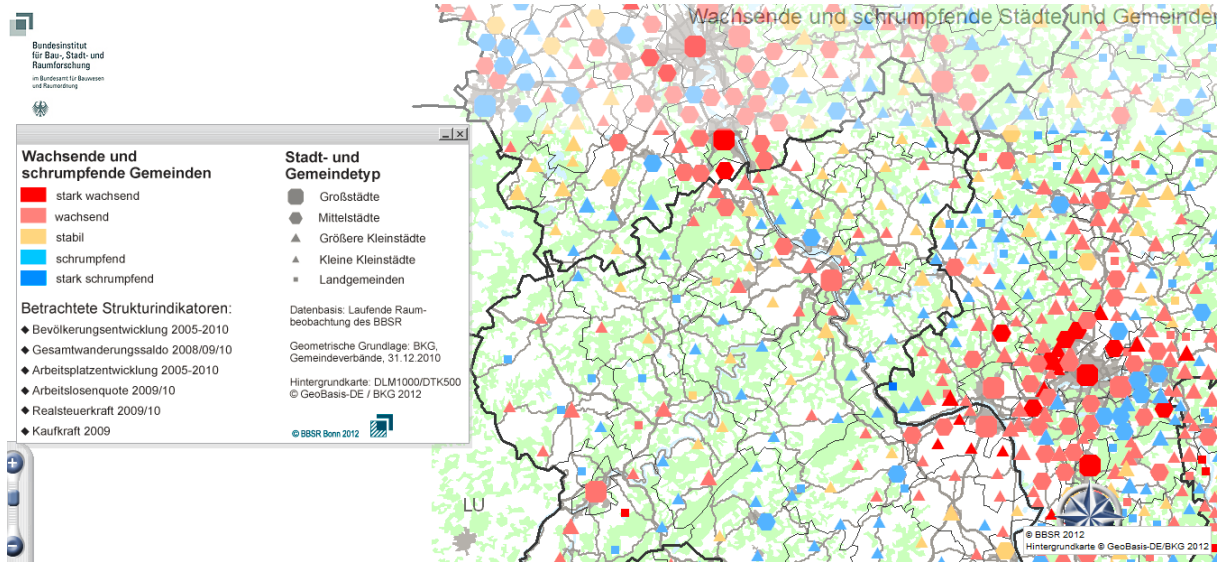 Wachsende und schrumpfende Städte und Gemeinden
Bundesinstitut
für Bau-, Stadt- und
Raumforschung
im Bundesamt für Bauwesen
und Raumordnung
Wachsende und
schrumpfende Gemeinden
stark wachsend
wachsend
stabil
schrumpfend
stark schrumpfend
Betrachtete Strukturindikatoren:
◆ Bevölkerungsentwicklung 2005-2010
◆ Gesamtwanderungssaldo 2008/09/10
◆ Arbeitsplatzentwicklung 2005-2010
◆ Arbeitslosenquote 2009/10
◆ Realsteuerkraft 2009/10
◆ Kaufkraft 2009
Stadt- und
Gemeindetyp
Großstädte
Mittelstädte
Größere Kleinstädte
Kleine Kleinstädte
Landgemeinden
Datenbasis: Laufende Raum-
beobachtung des BBSR
Geometrische Grundlage: BKG,
Gemeindeverbände, 31.12.2010
Hintergrundkarte: DLM1000/DTK500
© GeoBasis-DE / BKG 2012
© BBSR Bonn 2012
LU
© BBSR 2012
Hintergrundkarte © GeoBasis-DE/BKG 2012